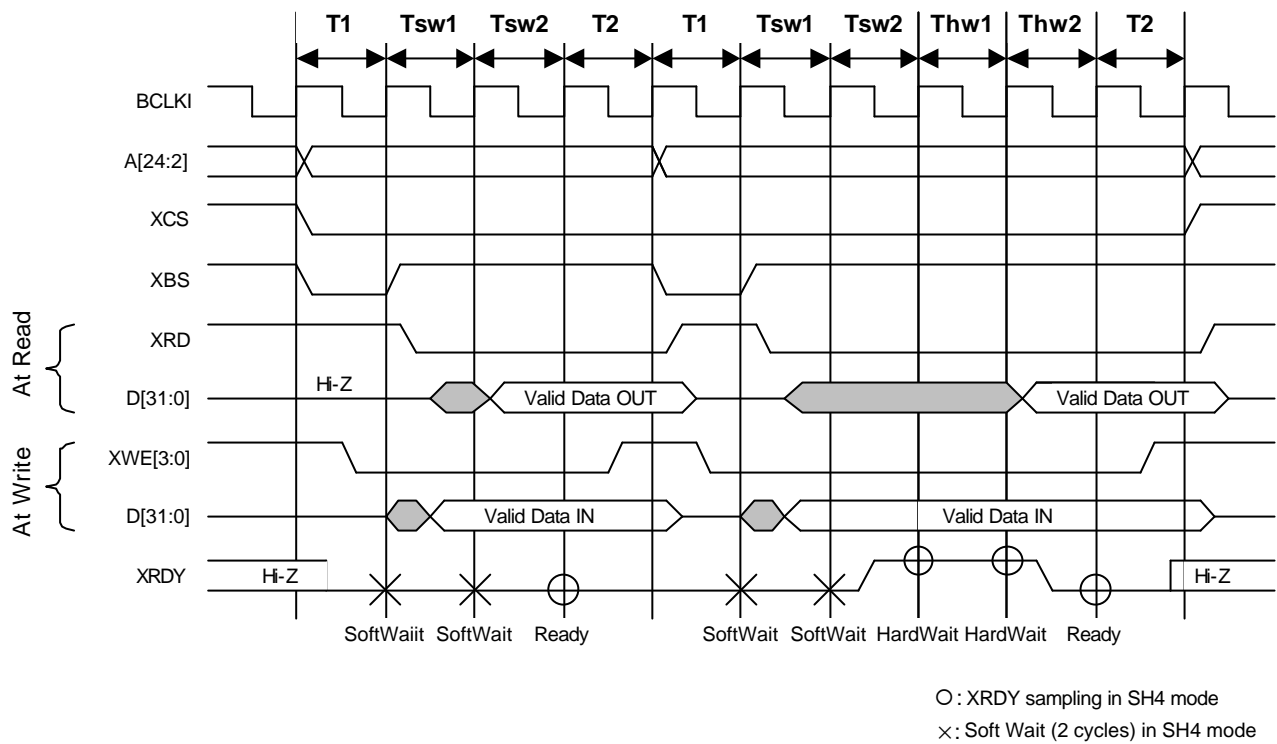 T1 Tsw1 Tsw2 T2 T1 Tsw1 Tsw2 Thw1 Thw2 T2
BCLKI
A[24:2]
XCS
XBS
At Read
XRD
D[31:0] Hi-Z Valid Data OUT Valid Data OUT
At Write
XWE[3:0]
D[31:0] Valid Data IN Valid Data IN
XRDY Hi-Z Hi-Z
SoftWaiit SoftWait Ready SoftWait SoftWait HardWait HardWait Ready
O : XRDY sampling in SH4 mode
×: Soft Wait (2 cycles) in SH4 mode